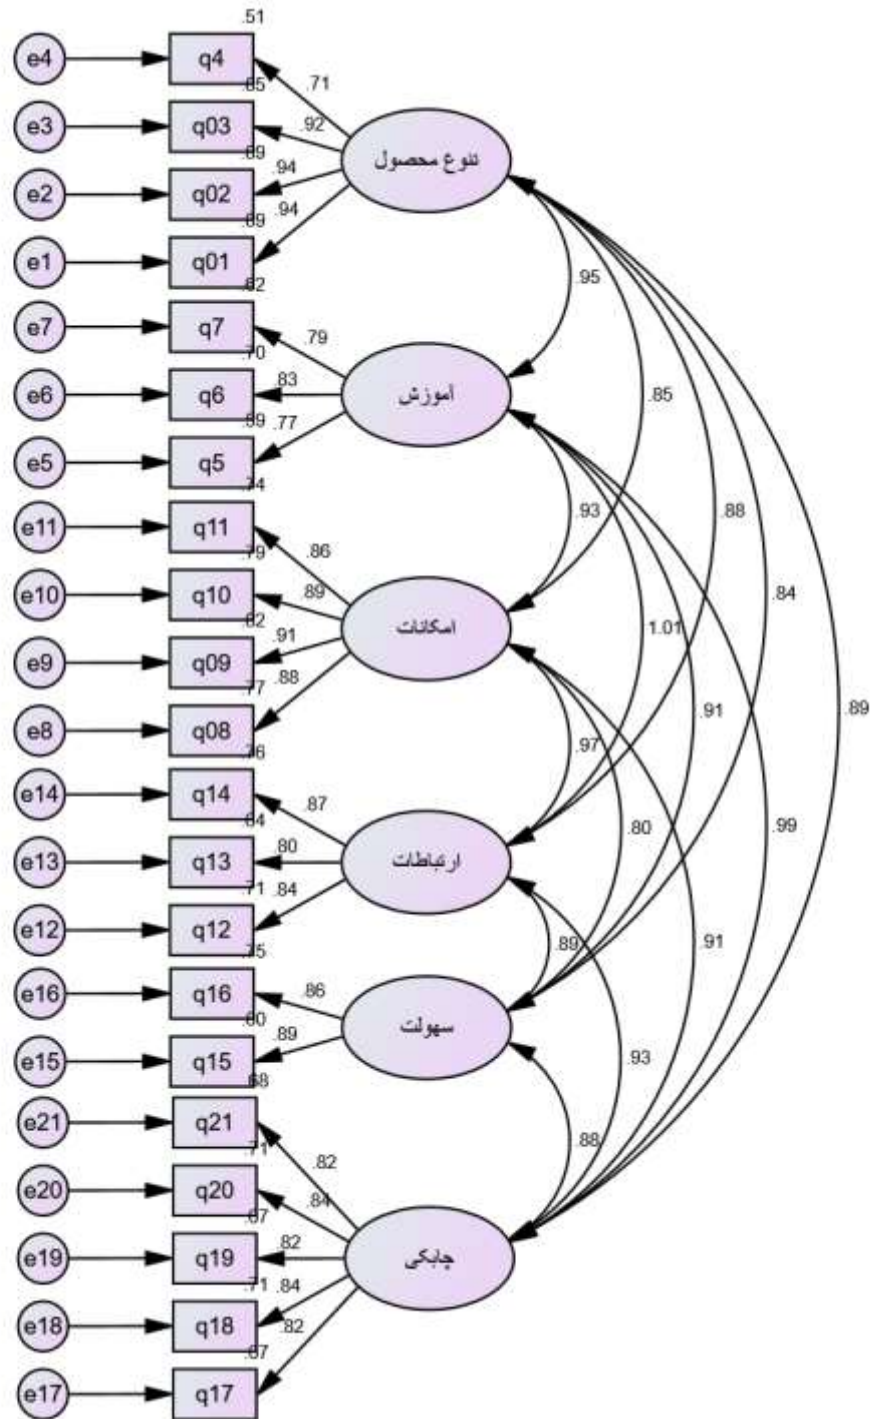 .51
e4 q4 .71
.85
e3 q03 .92
تنوع محصول
.89
e2 q02 .94
.89
e1 q01 .94
.62
.95
e7 q7 .79
.70
e6 q6 .83
آموزش
.85
.59
e5 q5 .77
.74
e11 q11 .86
.93
.88
.79
e10 q10 .89
.84
.82
e9 q09 .91
امکانات
1.01
.77
e8 q08 .88
.91
.89
.76
.97
e14 q14 .87
.80
.99
.64
e13 q13 .80
ارتباطات
.71
e12 q12 .84
.89
.91
.75
e16 q16 .86
سهولت
.80
e15 q15 .89
.93
.68
e21 q21 .82
.88
.71
e20 q20 .84
.67
e19 q19 .82
چابکی
.71
e18 q18 .84
.67
e17 q17 .82